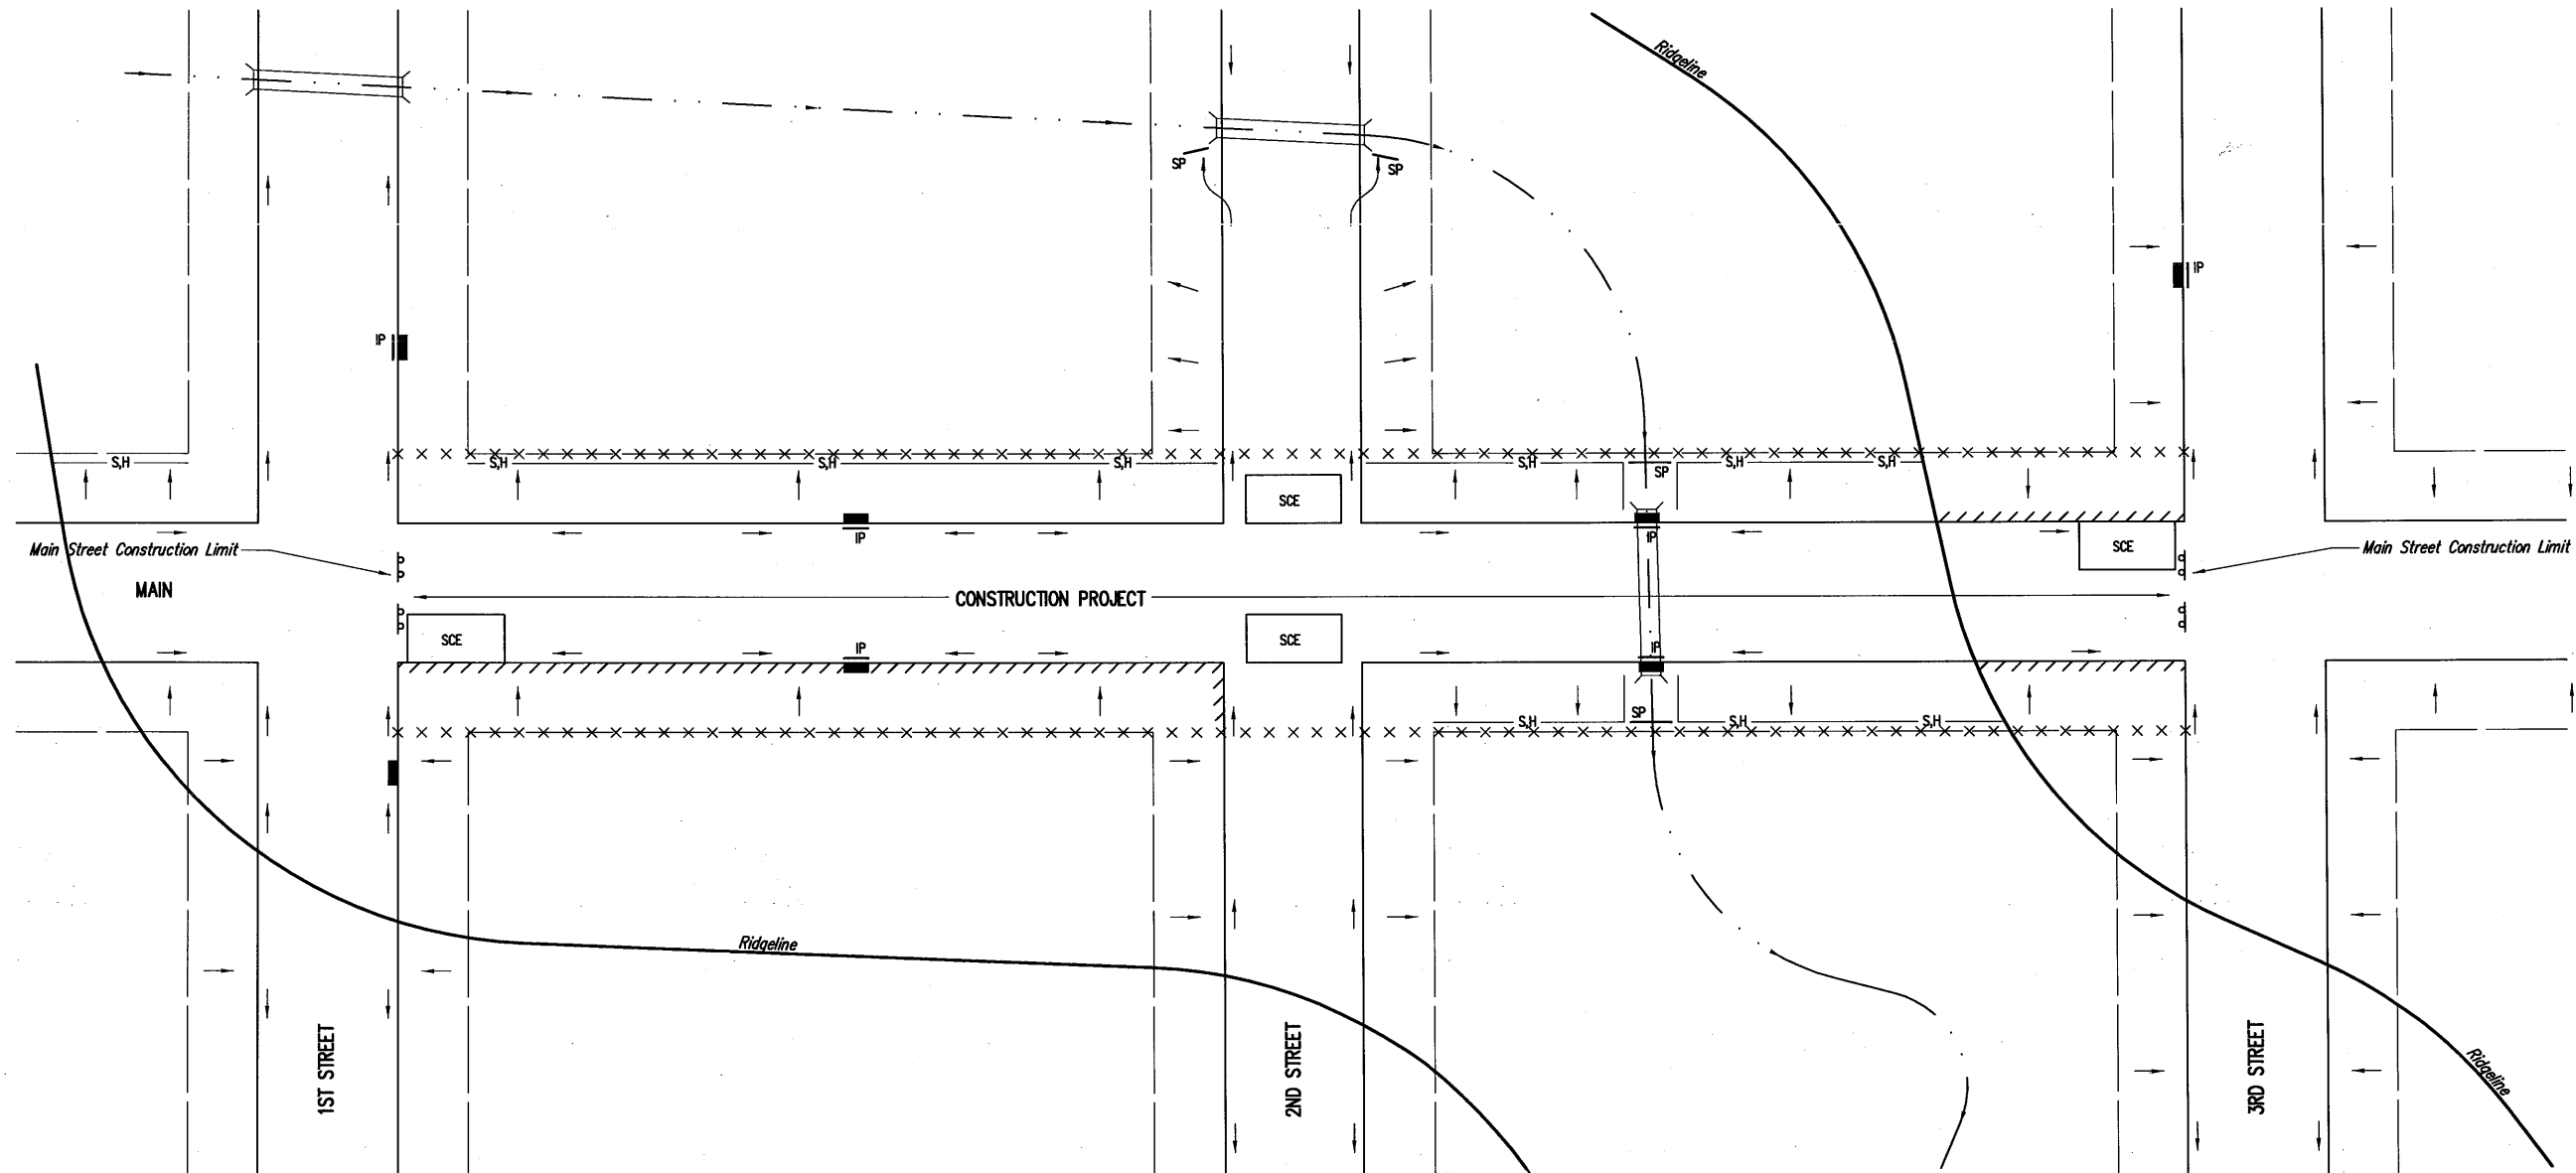 Ridgeline
SP
SP
IP
IP
S,H
S,H
S,H
S,H
S,H
S,H
S,H
SP
SCE
IP
IP
SCE
Main Street Construction Limit
Main Street Construction Limit
MAIN
CONSTRUCTION PROJECT
SCE
SCE
IP
IP
S,H
SP
S,H
S,H
Ridgeline
1ST STREET
2ND STREET
3RD STREET
Ridgeline